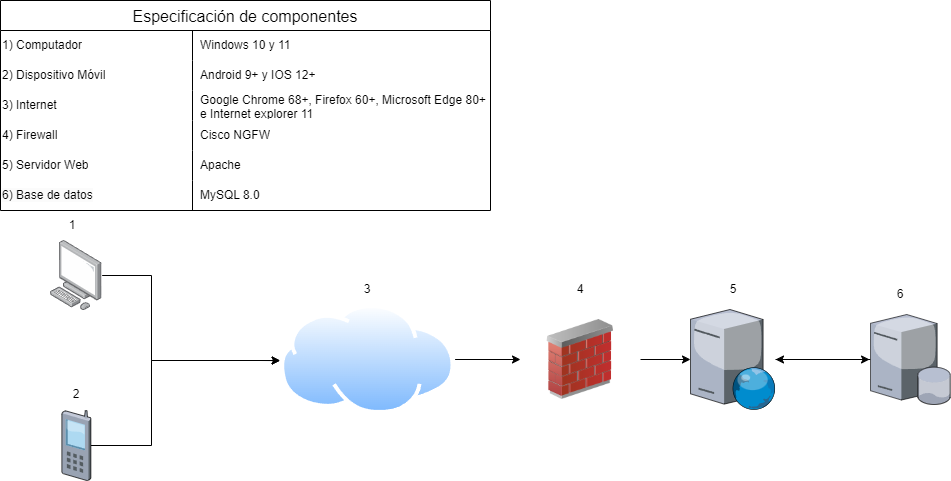 Especificación de componentes
1) Computador
Windows 10 y 11
2) Dispositivo Móvil
Android 9+ y IOS 12+
3) Internet
Google Chrome 68+, Firefox 60+, Microsoft Edge 80+
e Internet explorer 11
4) Firewall
Cisco NGFW
5) Servidor Web
Apache
6) Base de datos
MySQL 8.0
1
2
3
4
5
6